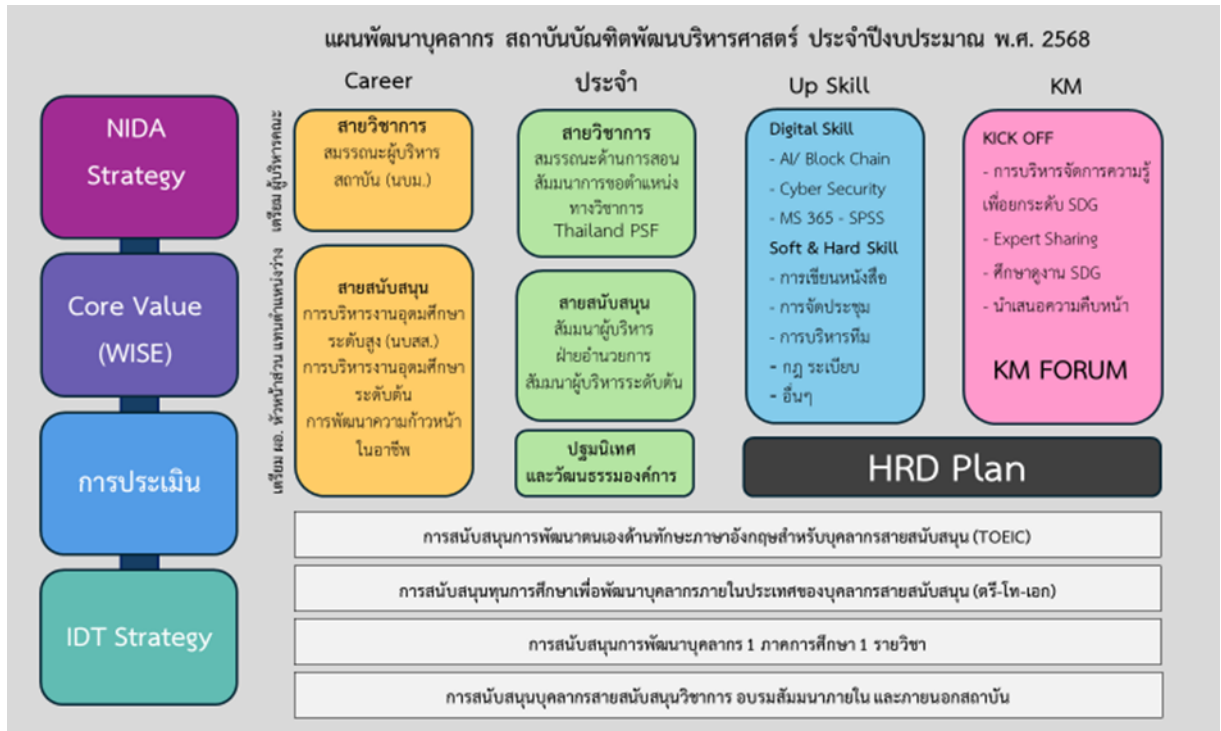 แผนพัฒนาบุคลากร สถาบันบัณฑิตพัฒนบริหารศาสตร์ ประจำปีงบประมาณ พ.ศ. 2568
NIDA
Strategy
Core Value
(WISE)
การประเมิน
IDT Strategy
Career
เตรียม ผู้บริหารคณะ
สายวิชาการ
สมรรถนะผู้บริหาร
สถาบัน (นบม.)
เตรียม ผอ. หัวหน้าส่วน แทนตำแหน่งว่าง
สายสนับสนุน
การบริหารงานอุดมศึกษา
ระดับสูง (นบสส.)
การบริหารงานอุดมศึกษา
ระดับต้น
การพัฒนาความก้าวหน้า
ในอาชีพ
ประจำ
สายวิชาการ
สมรรถนะด้านการสอน
สัมมนาการขอตำแหน่ง
ทางวิชาการ
Thailand PSF
สายสนับสนุน
สัมมนาผู้บริหาร
ฝ่ายอำนวยการ
สัมมนาผู้บริหารระดับต้น
ปฐมนิเทศ
และวัฒนธรรมองค์การ
Up Skill
Digital Skill
- AI/ Block Chain
- Cyber Security
- MS 365 - SPSS
Soft & Hard Skill
- การเขียนหนังสือ
- การจัดประชุม
- การบริหารทีม
- กฎ ระเบียบ
- อื่นๆ
KM
KICK OFF
- การบริหารจัดการความรู้
เพื่อยกระดับ SDG
- Expert Sharing
- ศึกษาดูงาน SDG
- นำเสนอความคืบหน้า
KM FORUM
HRD Plan
การสนับสนุนการพัฒนาตนเองด้านทักษะภาษาอังกฤษสำหรับบุคลากรสายสนับสนุน (TOEIC)
การสนับสนุนทุนการศึกษาเพื่อพัฒนาบุคลากรภายในประเทศของบุคลากรสายสนับสนุน (ตรี-โท-เอก)
การสนับสนุนการพัฒนาบุคลากร 1 ภาคการศึกษา 1 รายวิชา
การสนับสนุนบุคลากรสายสนับสนุนวิชาการ อบรมสัมมนาภายใน และภายนอกสถาบัน